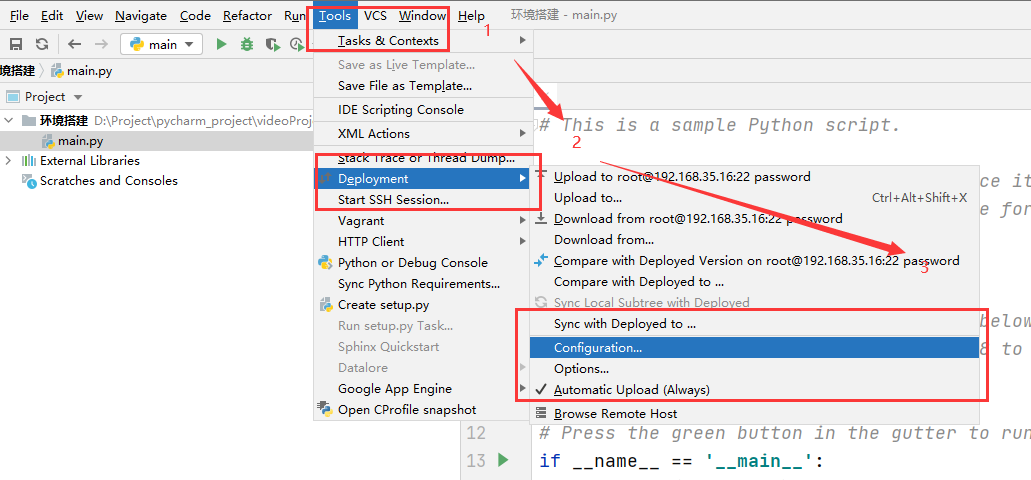 File Edit View Navigate Code Refactor Run Tools VCS Window Help 环境搭建 - main.py
main
境搭建 main.py
Project
环境搭建 D:\Project\pycharm_project\videoProj
main.py
External Libraries
Scratches and Consoles
Tasks & Contexts
Save as Live Template...
Save File as Template...
IDE Scripting Console
XML Actions
Stack Trace or Thread Dump...
Deployment
Start SSH Session...
Vagrant
HTTP Client
Python or Debug Console
Sync Python Requirements...
Create setup.py
Run setup.py Task...
Sphinx Quickstart
Datalore
Google App Engine
Open CProfile snapshot
1
2
3
# This is a sample Python script.
ce it
e for
Upload to root@192.168.35.16:22 password
Upload to... Ctrl+Alt+Shift+X
Download from root@192.168.35.16:22 password
Download from...
Compare with Deployed Version on root@192.168.35.16:22 password
Compare with Deployed to ...
Sync Local Subtree with Deployed
Sync with Deployed to ...
Configuration...
Options...
Automatic Upload (Always)
Browse Remote Host
below
8 to
12 # Press the green button in the gutter to run
13 if __name__ == '__main__':